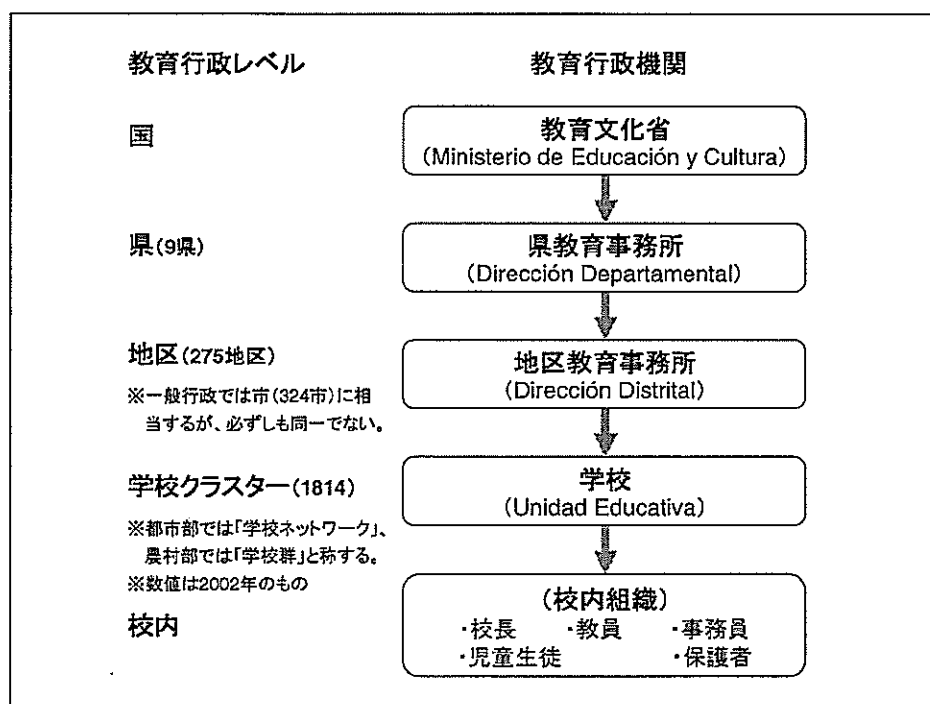 教育行政レベル 教育行政機関
国 教育文化省
(Ministerio de Educación y Cultura)
県(9県) 県教育事務所
(Dirección Departamental)
地区(275地区) 地区教育事務所
(Dirección Distrital)
※一般行政では市(324市)に相
当するが、必ずしも同一でない。
学校クラスター(1814) 学校
(Unidad Educativa)
※都市部では「学校ネットワーク」、
農村部では「学校群」と称する。
※数値は2002年のもの
校内 (校内組織)
・校長 ・教員 ・事務員
・児童生徒 ・保護者